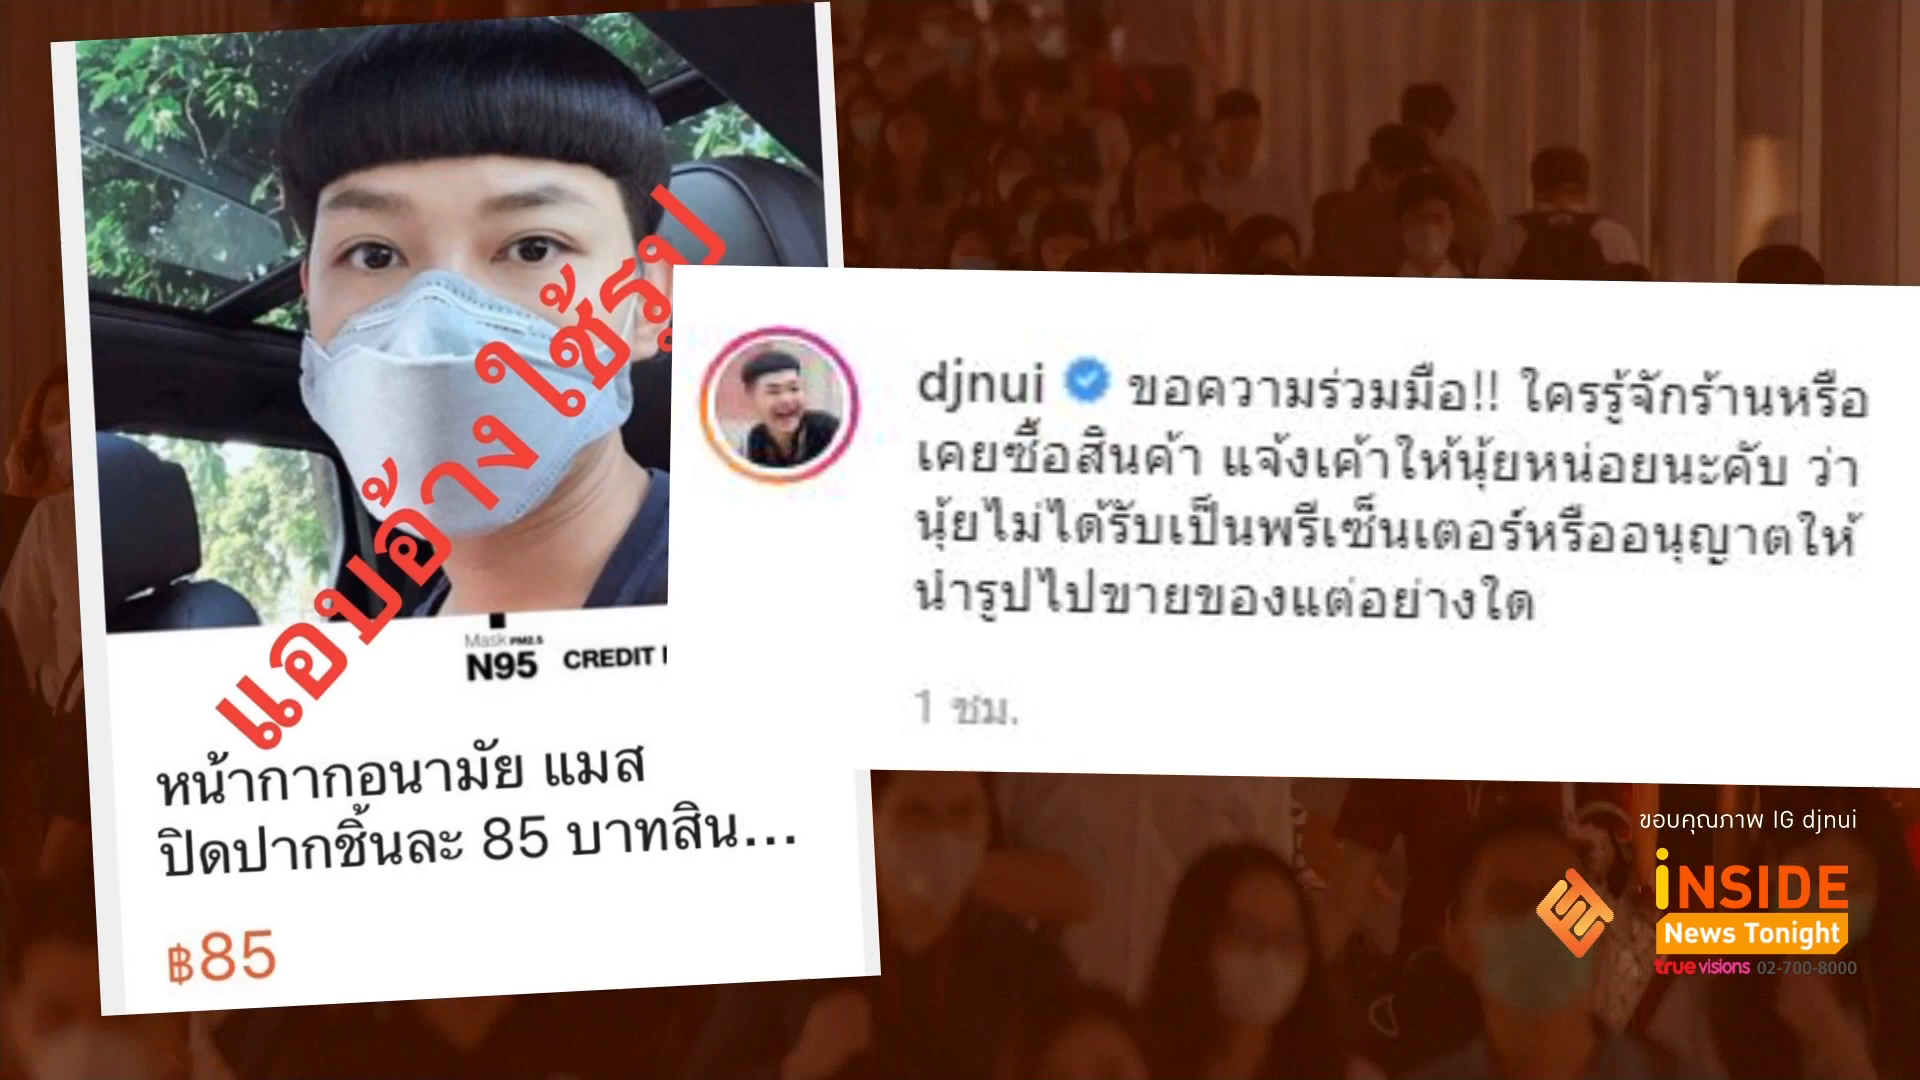 แอบอ้างใช้รูป
Mask PM2.5
N95 CREDIT
หน้ากากอนามัย แมส
ปิดปากชิ้นละ 85 บาทสิน...
฿85
djnui ขอความร่วมมือ!! ใครรู้จักร้านหรือ
เคยซื้อสินค้า แจ้งเค้าให้นุ้ยหน่อยนะคับ ว่า
นุ้ยไม่ได้รับเป็นพรีเซ็นเตอร์หรืออนุญาตให้
นำรูปไปขายของแต่อย่างใด
1 ชม.
ขอบคุณภาพ IG djnui
iNSIDE
News Tonight
truevisions 02-700-8000